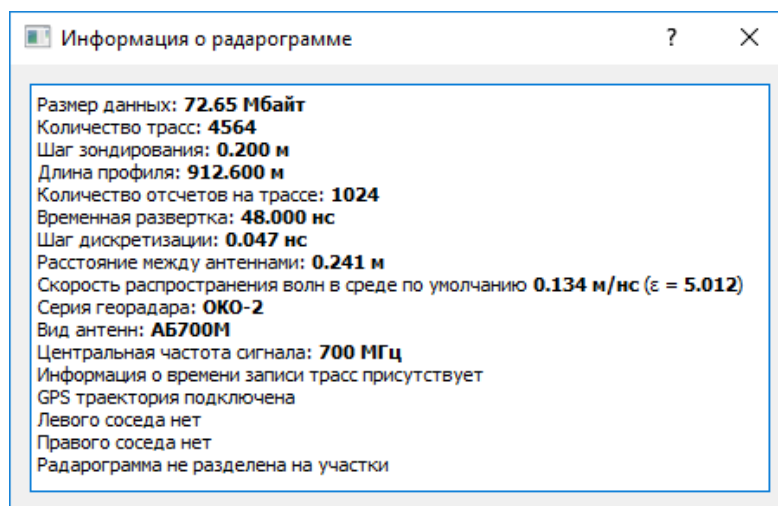 Информация о радарограмме
Размер данных: 72.65 Мбайт
Количество трасс: 4564
Шаг зондирования: 0.200 м
Длина профиля: 912.600 м
Количество отсчетов на трассе: 1024
Временная развертка: 48.000 нс
Шаг дискретизации: 0.047 нс
Расстояние между антеннами: 0.241 м
Скорость распространения волн в среде по умолчанию 0.134 м/нс (ε = 5.012)
Серия георадара: ОКО-2
Вид антенн: АБ700М
Центральная частота сигнала: 700 МГц
Информация о времени записи трасс присутствует
GPS траектория подключена
Левого соседа нет
Правого соседа нет
Радарограмма не разделена на участки